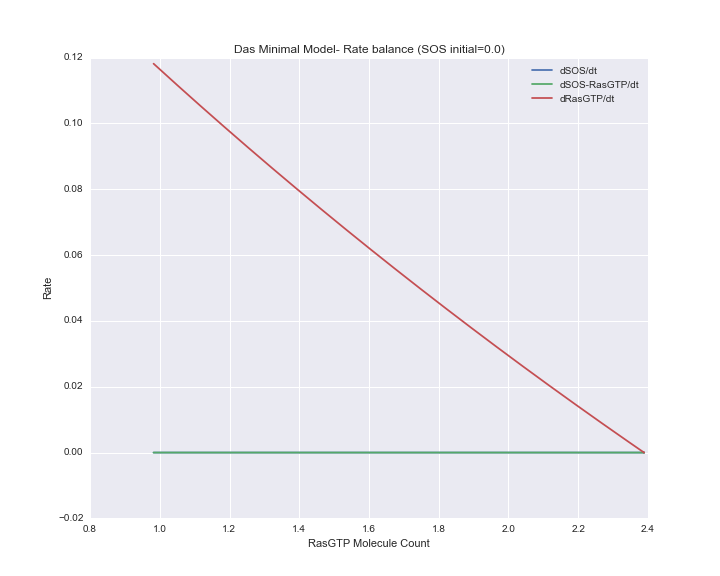 Das Minimal Model- Rate balance (SOS initial=0.0)
0.12
0.10
0.08
0.06
0.04
0.02
0.00
−0.02
Rate
dSOS/dt
dSOS-RasGTP/dt
dRasGTP/dt
0.8 1.0 1.2 1.4 1.6 1.8 2.0 2.2 2.4
RasGTP Molecule Count